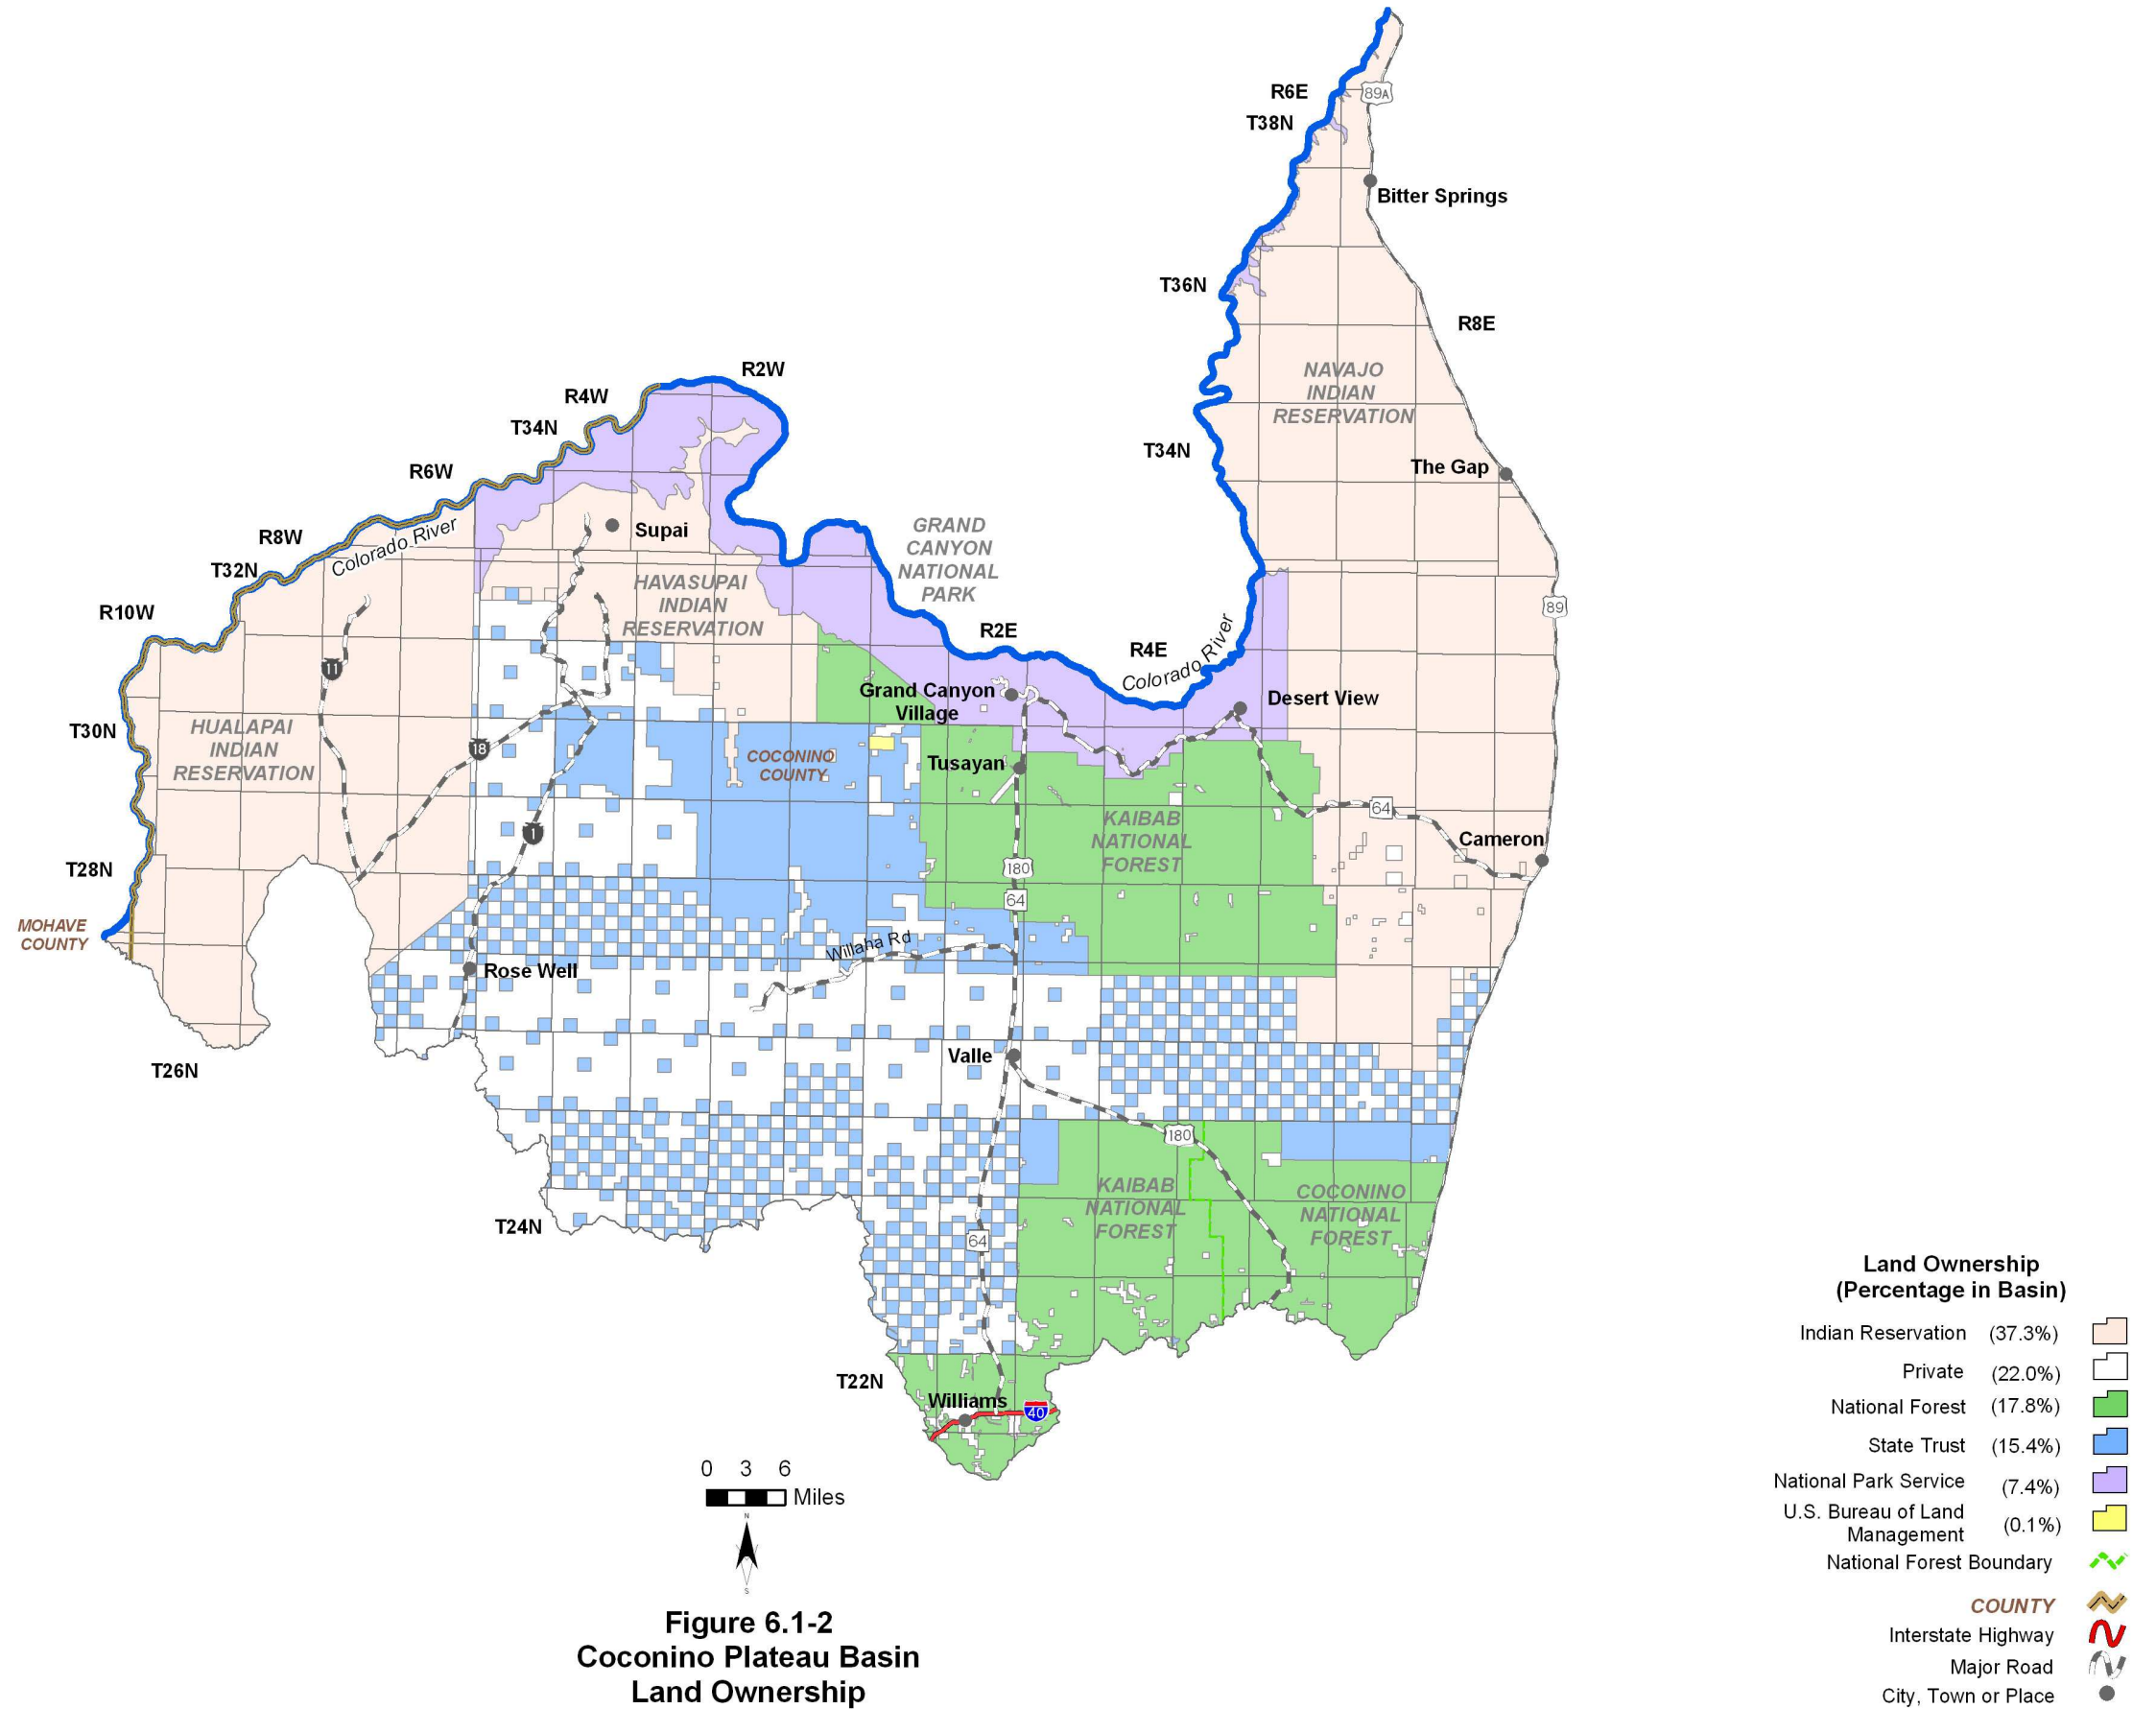 R6E
89A
T38N
Bitter Springs
T36N
R8E
R2W
NAVAJO
INDIAN
RESERVATION
R4W
T34N
T34N
The Gap
R6W
Supai
GRAND
CANYON
NATIONAL
PARK
R8W
Colorado River
T32N
HAVASUPAI
INDIAN
RESERVATION
R10W
89
R2E
R4E
Colorado River
11
Grand Canyon
Village
Desert View
HUALAPAI
INDIAN
RESERVATION
T30N
18
COCONINO
COUNTY
Tusayan
64
KAIBAB
NATIONAL
FOREST
1
Cameron
T28N
180
64
MOHAVE
COUNTY
Willaha Rd
Rose Well
Valle
T26N
180
KAIBAB
NATIONAL
FOREST
COCONINO
NATIONAL
FOREST
T24N
64
T22N
Williams
40
0 3 6
Miles
N
S
Figure 6.1-2
Coconino Plateau Basin
Land Ownership
Land Ownership
(Percentage in Basin)
Indian Reservation (37.3%)
Private (22.0%)
National Forest (17.8%)
State Trust (15.4%)
National Park Service (7.4%)
U.S. Bureau of Land
Management (0.1%)
National Forest Boundary
COUNTY
Interstate Highway
Major Road
City, Town or Place